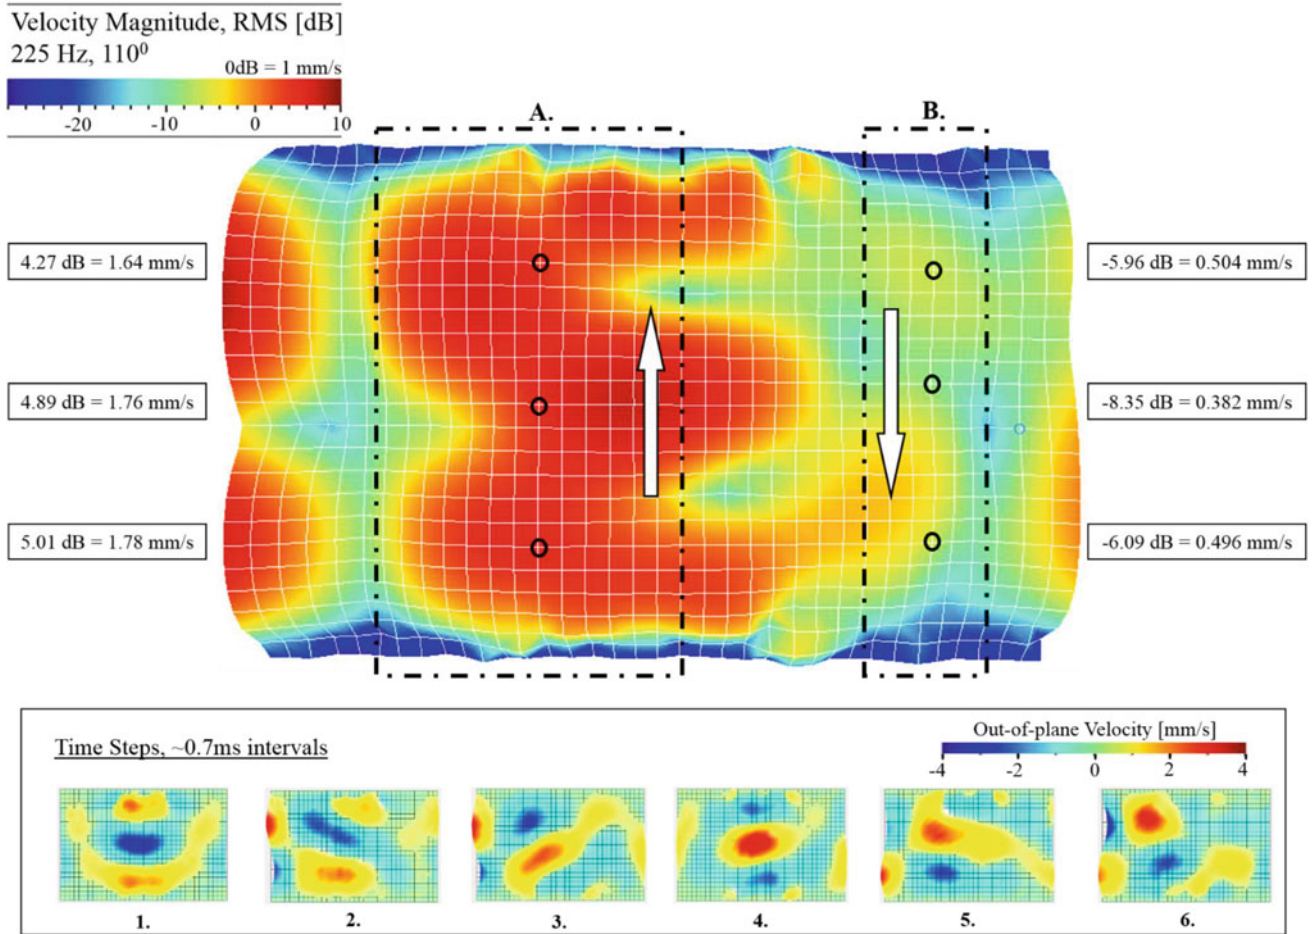 Velocity Magnitude, RMS [dB]
225 Hz, 110⁰
0dB = 1 mm/s
-20 -10 0 10
A.
B.
4.27 dB = 1.64 mm/s
4.89 dB = 1.76 mm/s
5.01 dB = 1.78 mm/s
-5.96 dB = 0.504 mm/s
-8.35 dB = 0.382 mm/s
-6.09 dB = 0.496 mm/s
Time Steps, ~0.7ms intervals
Out-of-plane Velocity [mm/s]
-4 -2 0 2 4
1. 2. 3. 4. 5. 6.